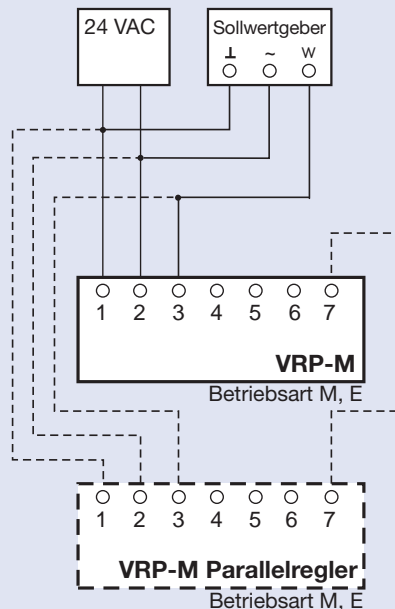 24 VAC
Sollwertgeber
⊥ ~ w
1 2 3 4 5 6 7
VRP-M
Betriebsart M, E
1 2 3 4 5 6 7
VRP-M Parallelregler
Betriebsart M, E